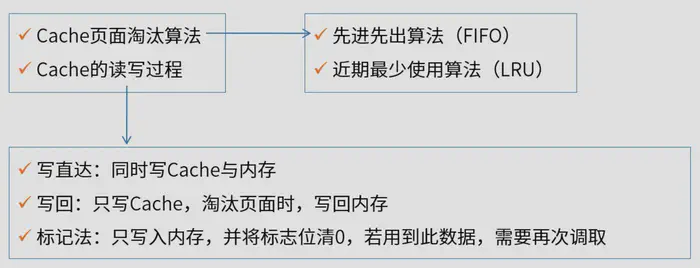 ✓ Cache页面淘汰算法
✓ Cache的读写过程
✓ 先进先出算法（FIFO）
✓ 近期最少使用算法（LRU）
✓ 写直达：同时写Cache与内存
✓ 写回：只写Cache，淘汰页面时，写回内存
✓ 标记法：只写入内存，并将标志位清0，若用到此数据，需要再次调取